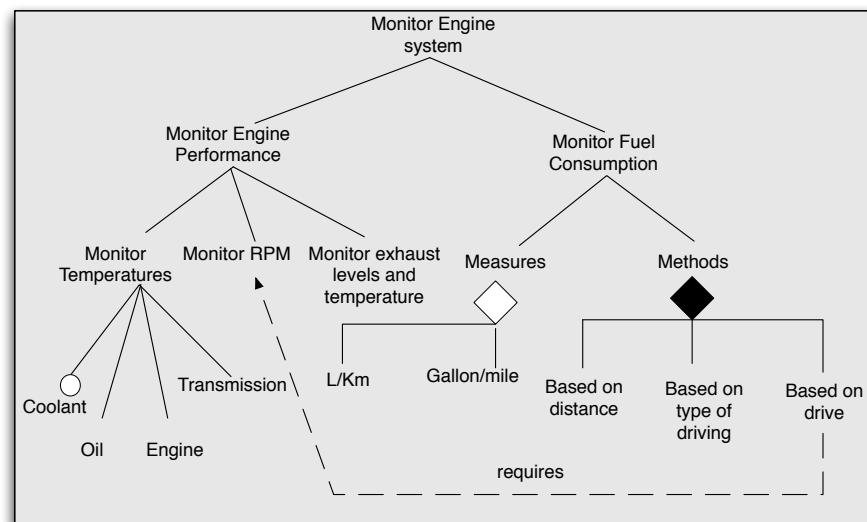 Monitor Engine
system
Monitor Engine
Performance
Monitor Fuel
Consumption
Monitor
Temperatures
Monitor RPM
Monitor exhaust
levels and
temperature
Measures
Methods
Coolant
Oil
Engine
Transmission
L/Km
Gallon/mile
Based on
distance
Based on
type of
driving
Based on
drive
requires